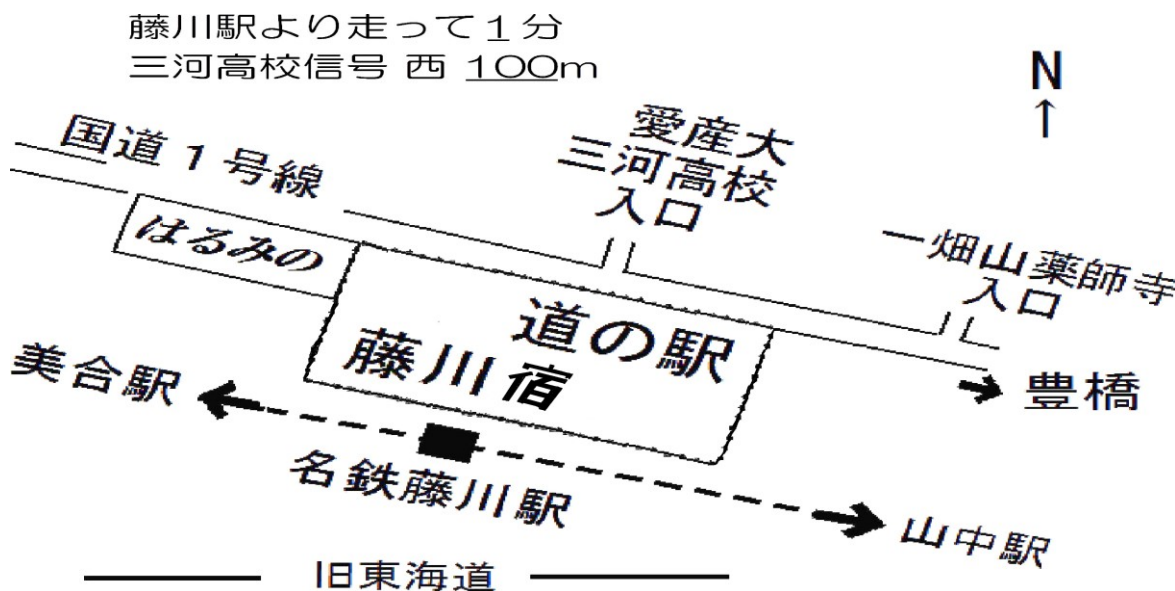 藤川駅より走って1分
三河高校信号 西 100m
N
↑
国道1号線
愛産大
三河高校
入口
はるみの
一畑山薬師寺
入口
道の駅
藤川宿
美合駅
豊橋
名鉄藤川駅
山中駅
旧東海道